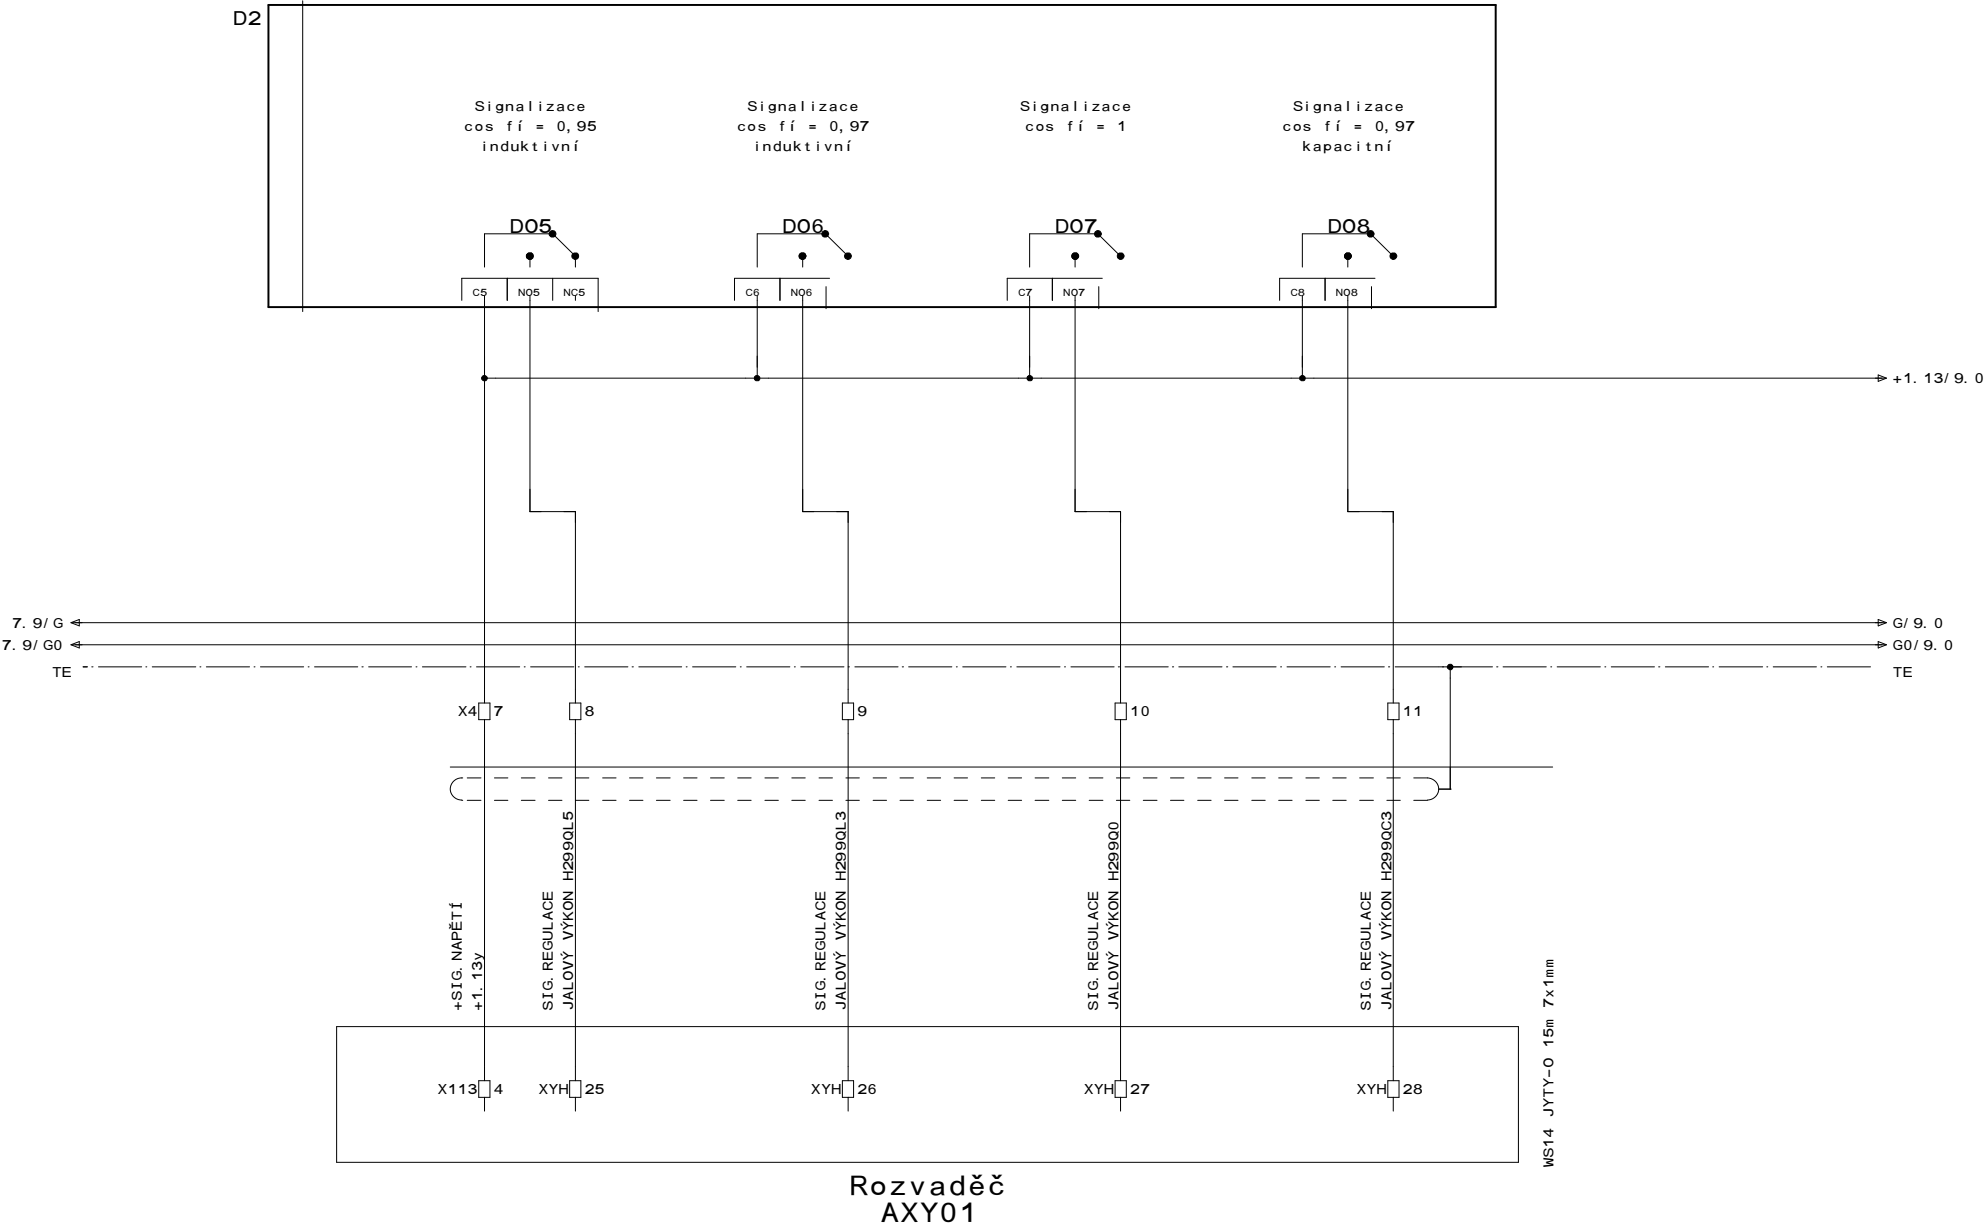 D2
Signalizace
cos fí = 0,95
induktivní
Signalizace
cos fí = 0,97
induktivní
Signalizace
cos fí = 1
Signalizace
cos fí = 0,97
kapacitní
DO5
DO6
DO7
DO8
C5 NO5 NC5
C6 NO6
C7 NO7
C8 NO8
+1.13/9.0
7.9/G
G/9.0
7.9/G0
G0/9.0
TE
TE
X4 7
8
9
10
11
+SIG. NAPĚTÍ
+1.13y
SIG. REGULACE
JALOVÝ VÝKON H299QL5
SIG. REGULACE
JALOVÝ VÝKON H299QL3
SIG. REGULACE
JALOVÝ VÝKON H299Q0
SIG. REGULACE
JALOVÝ VÝKON H299QC3
WS14 JYTY-O 15m 7x1mm
X113 4
XYH 25
XYH 26
XYH 27
XYH 28
Rozvaděč
AXY01